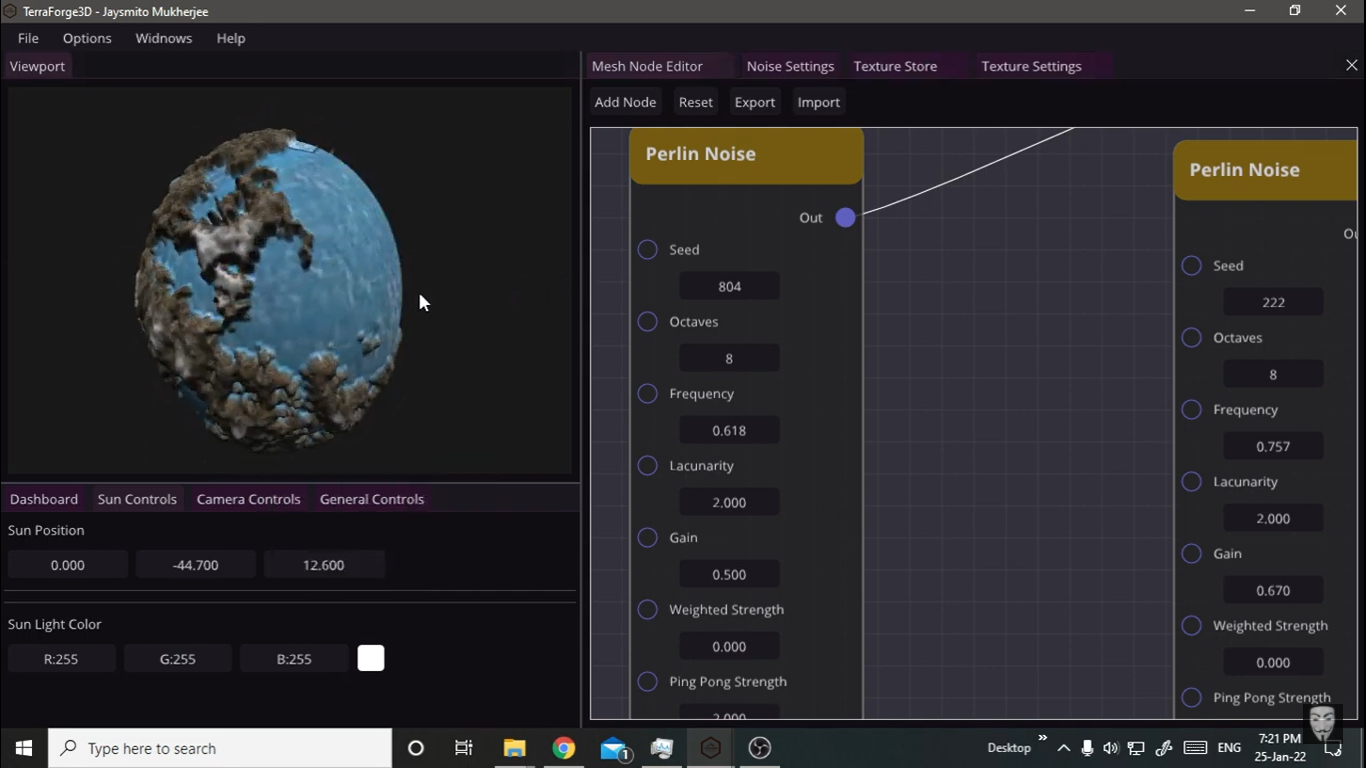 TerraForge3D - Jaysmito Mukherjee
File Options Widnows Help
Viewport
Mesh Node Editor Noise Settings Texture Store Texture Settings
Add Node Reset Export Import
Perlin Noise
Out
Seed
804
Octaves
8
Frequency
0.618
Lacunarity
2.000
Gain
0.500
Weighted Strength
0.000
Ping Pong Strength
2.000
Perlin Noise
Seed
222
Octaves
8
Frequency
0.757
Lacunarity
2.000
Gain
0.670
Weighted Strength
0.000
Ping Pong Strength
Dashboard Sun Controls Camera Controls General Controls
Sun Position
0.000 -44.700 12.600
Sun Light Color
R:255 G:255 B:255
Type here to search
1
Desktop
ENG
7:21 PM
25-Jan-22